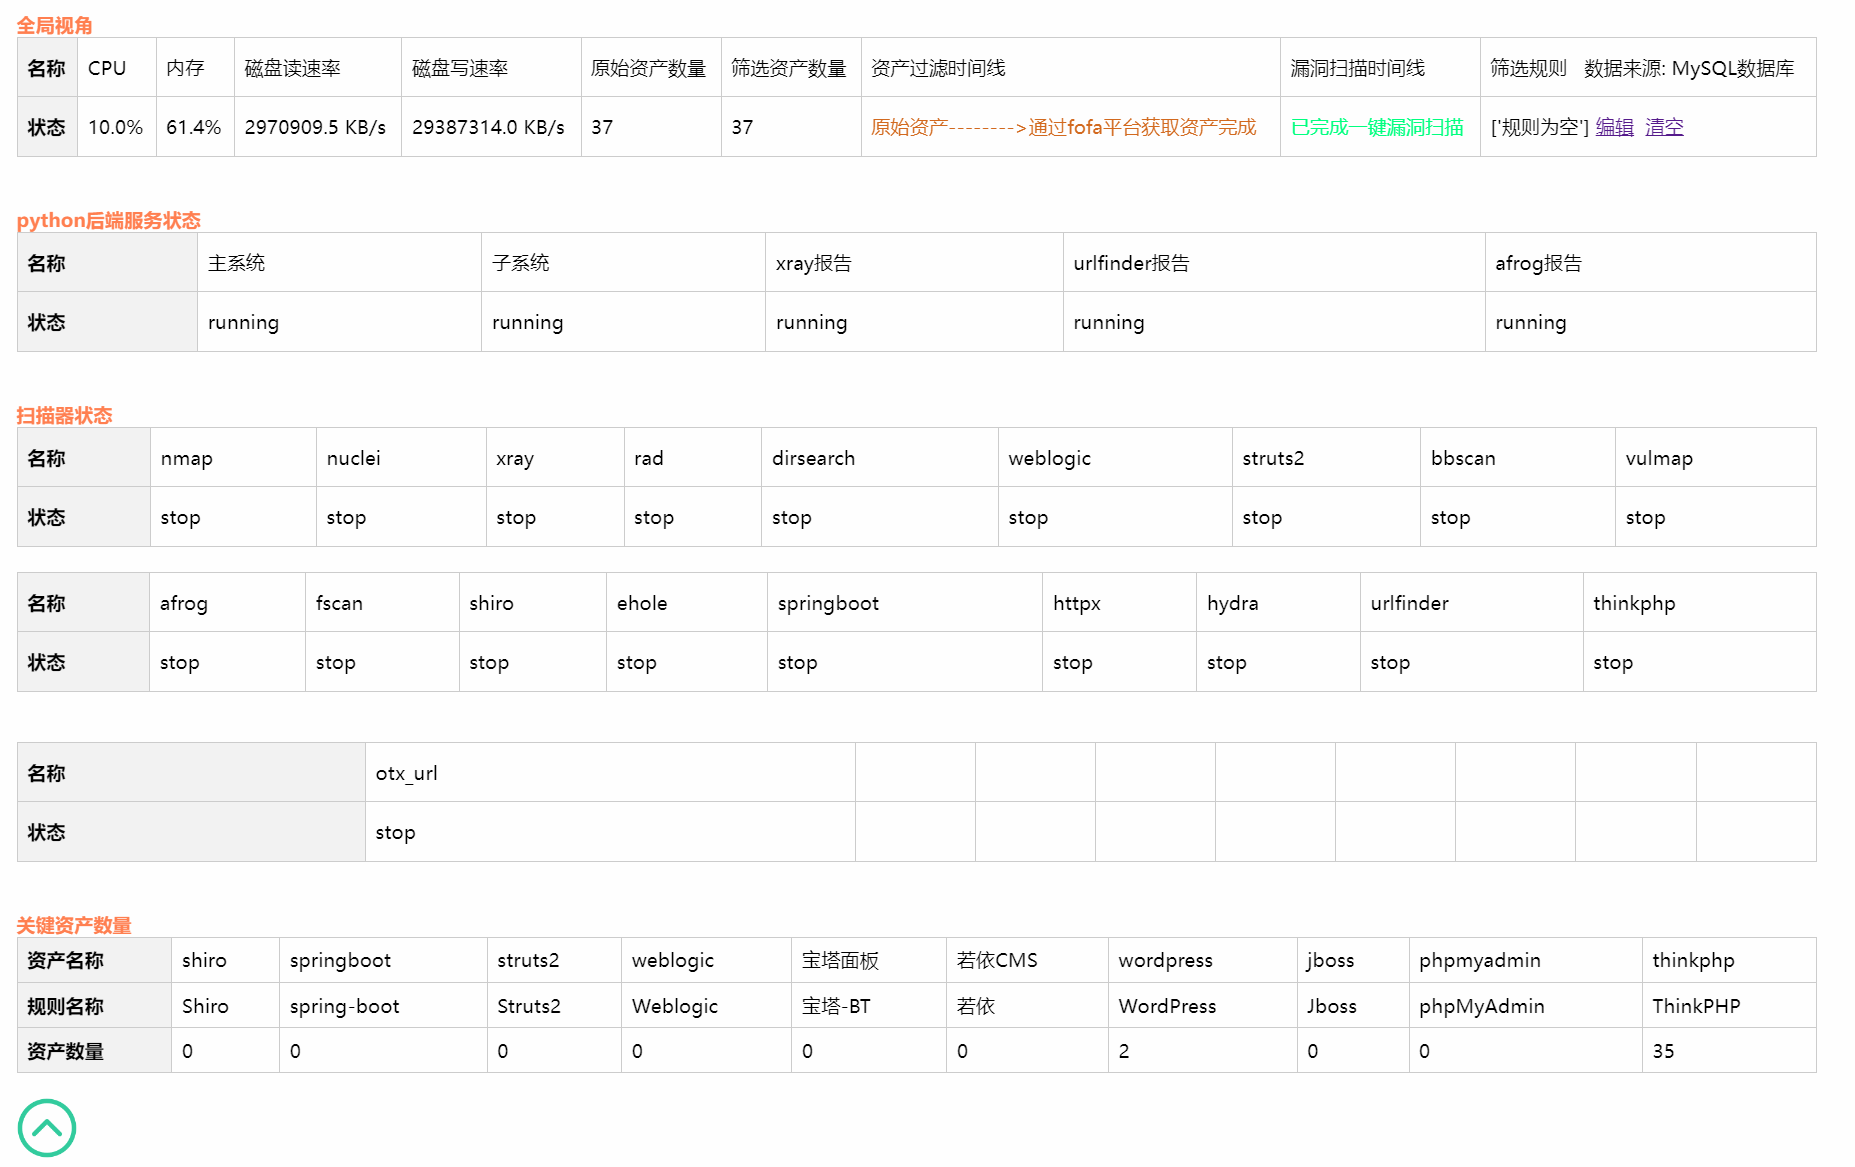 全局视角
名称 CPU 内存 磁盘读速率 磁盘写速率 原始资产数量 筛选资产数量 资产过滤时间线 漏洞扫描时间线 筛选规则 数据来源: MySQL数据库
状态 10.0% 61.4% 2970909.5 KB/s 29387314.0 KB/s 37 37 原始资产-------->通过fofa平台获取资产完成 已完成一键漏洞扫描 ['规则为空'] 编辑 清空
python后端服务状态
名称 主系统 子系统 xray报告 urlfinder报告 afrog报告
状态 running running running running running
扫描器状态
名称 nmap nuclei xray rad dirsearch weblogic struts2 bbscan vulmap
状态 stop stop stop stop stop stop stop stop stop
名称 afrog fscan shiro ehole springboot httpx hydra urlfinder thinkphp
状态 stop stop stop stop stop stop stop stop stop
名称 otx_url
状态 stop
关键资产数量
资产名称 shiro springboot struts2 weblogic 宝塔面板 若依CMS wordpress jboss phpmyadmin thinkphp
规则名称 Shiro spring-boot Struts2 Weblogic 宝塔-BT 若依 WordPress Jboss phpMyAdmin ThinkPHP
资产数量 0 0 0 0 0 0 2 0 0 35